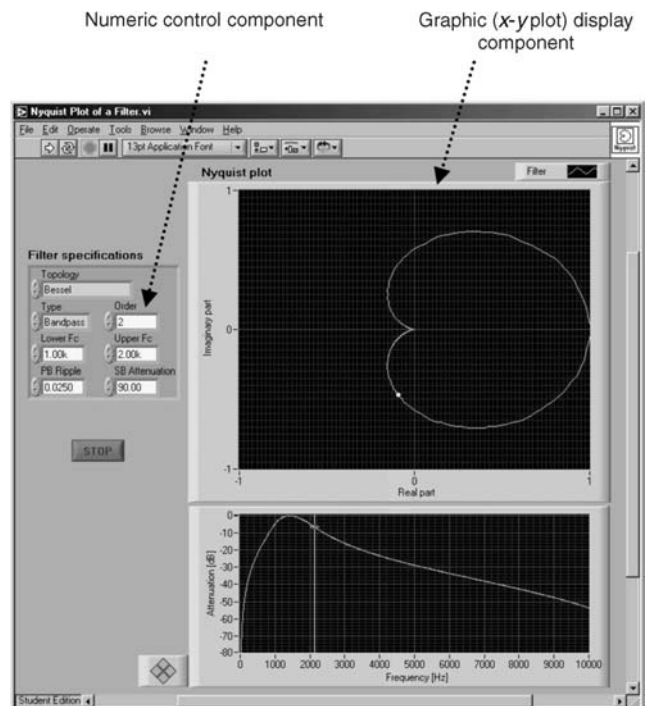 Numeric control component
Graphic (x-y plot) display
component
Nyquist Plot of a Filter.vi
File Edit Operate Tools Browse Window Help
13pt Application Font
Nyquist
Nyquist plot
Filter
Filter specifications
Topology
Bessel
Type Order
Bandpass 2
Lower Fc Upper Fc
1.00k 2.00k
PB Ripple SB Attenuation
0.0250 90.00
STOP
Imaginary part
1
0
-1
-1 0 1
Real part
Attenuation [dB]
0
-10
-20
-30
-40
-50
-60
-70
-80
0 1000 2000 3000 4000 5000 6000 7000 8000 9000 10000
Frequency [Hz]
Student Edition